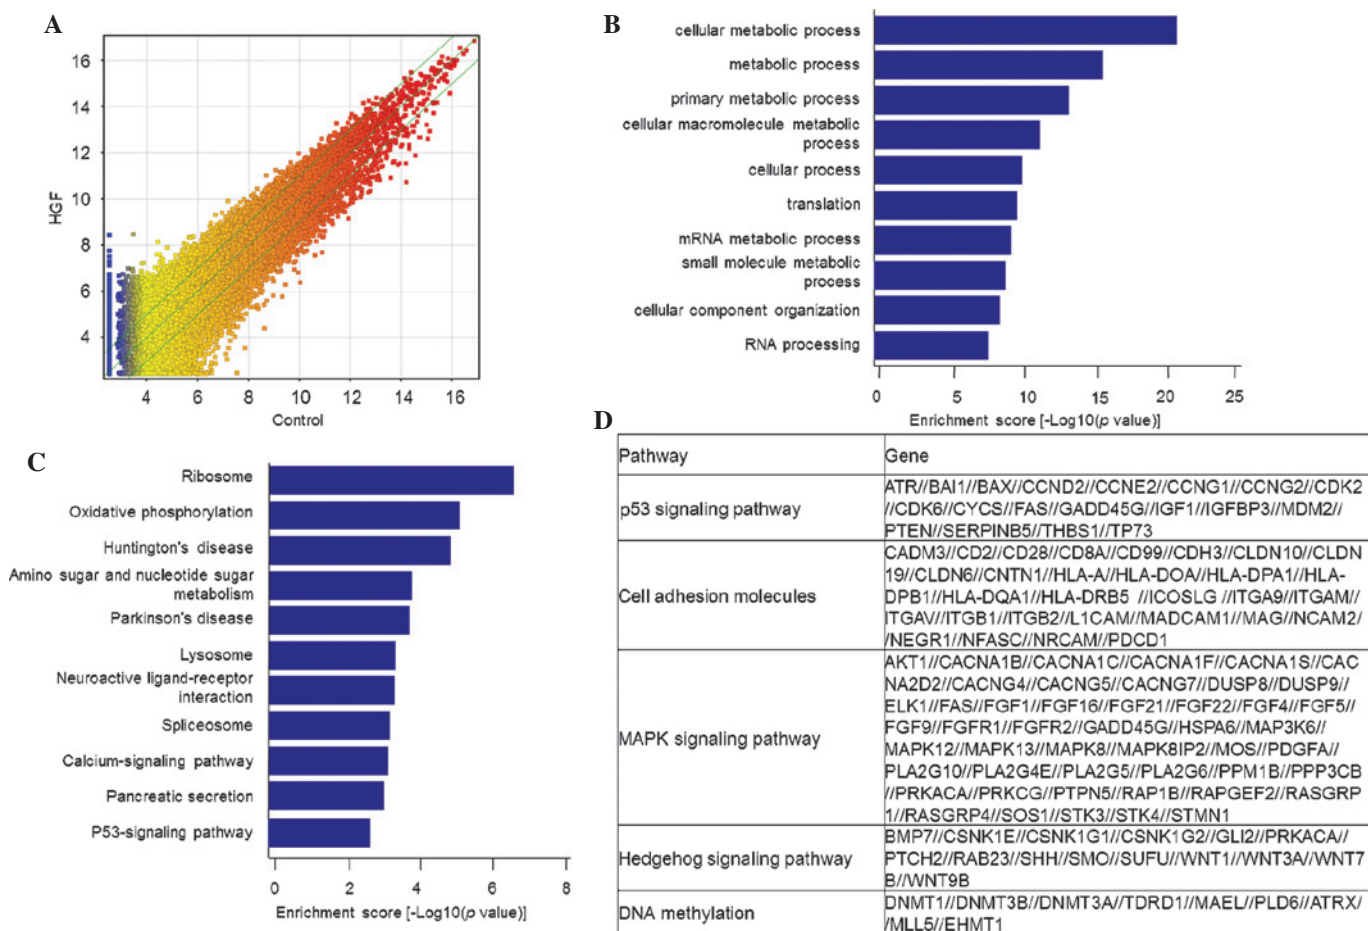 A
16
14
12
10
8
6
4
HGF
4
6
8
10
12
14
16
Control
B
cellular metabolic process
metabolic process
primary metabolic process
cellular macromolecule metabolic
process
cellular process
translation
mRNA metabolic process
small molecule metabolic
process
cellular component organization
RNA processing
0
5
10
15
20
25
Enrichment score [-Log10(p value)]
C
Ribosome
Oxidative phosphorylation
Huntington's disease
Amino sugar and nucleotide sugar
metabolism
Parkinson's disease
Lysosome
Neuroactive ligand-receptor
interaction
Spliceosome
Calcium-signaling pathway
Pancreatic secretion
P53-signaling pathway
0
2
4
6
8
Enrichment score [-Log10(p value)]
D
Pathway
Gene
p53 signaling pathway
ATR//BAI1//BAX//CCND2//CCNE2//CCNG1//CCNG2//CDK2
//CDK6//CYCS//FAS//GADD45G//IGF1//IGFBP3//MDM2//
PTEN//SERPINB5//THBS1//TP73
Cell adhesion molecules
CADM3//CD2//CD28//CD8A//CD99//CDH3//CLDN10//CLDN
19//CLDN6//CNTN1//HLA-A//HLA-DOA//HLA-DPA1//HLA-
DPB1//HLA-DQA1//HLA-DRB5 //ICOSLG //ITGA9//ITGAM//
ITGAV//ITGB1//ITGB2//L1CAM//MADCAM1//MAG//NCAM2/
/NEGR1//NFASC//NRCAM//PDCD1
MAPK signaling pathway
AKT1//CACNA1B//CACNA1C//CACNA1F//CACNA1S//CAC
NA2D2//CACNG4//CACNG5//CACNG7//DUSP8//DUSP9//
ELK1//FAS//FGF1//FGF16//FGF21//FGF22//FGF4//FGF5//
FGF9//FGFR1//FGFR2//GADD45G//HSPA6//MAP3K6//
MAPK12//MAPK13//MAPK8//MAPK8IP2//MOS//PDGFA//
PLA2G10//PLA2G4E//PLA2G5//PLA2G6//PPM1B//PPP3CB
//PRKACA//PRKCG//PTPN5//RAP1B//RAPGEF2//RASGRP
1//RASGRP4//SOS1//STK3//STK4//STMN1
Hedgehog signaling pathway
BMP7//CSNK1E//CSNK1G1//CSNK1G2//GLI2//PRKACA//
PTCH2//RAB23//SHH//SMO//SUFU//WNT1//WNT3A//WNT7
B//WNT9B
DNA methylation
DNMT1//DNMT3B//DNMT3A//TDRD1//MAEL//PLD6//ATRX/
/MLL5//EHMT1